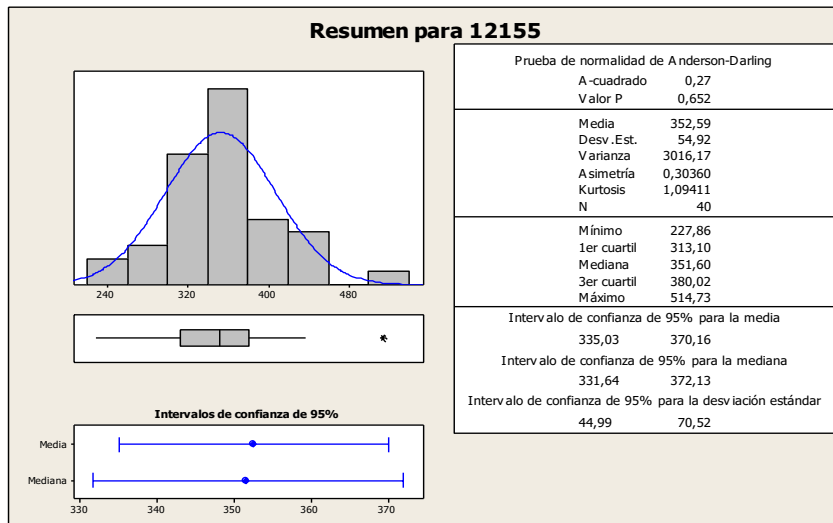 Resumen para 12155
240 320 400 480
Intervalos de confianza de 95%
Media
Mediana
330 340 350 360 370
Prueba de normalidad de Anderson-Darling
A-cuadrado 0,27
Valor P 0,652
Media 352,59
Desv.Est. 54,92
Varianza 3016,17
Asimetría 0,30360
Kurtosis 1,09411
N 40
Mínimo 227,86
1er cuartil 313,10
Mediana 351,60
3er cuartil 380,02
Máximo 514,73
Intervalo de confianza de 95% para la media
335,03 370,16
Intervalo de confianza de 95% para la mediana
331,64 372,13
Intervalo de confianza de 95% para la desviación estándar
44,99 70,52